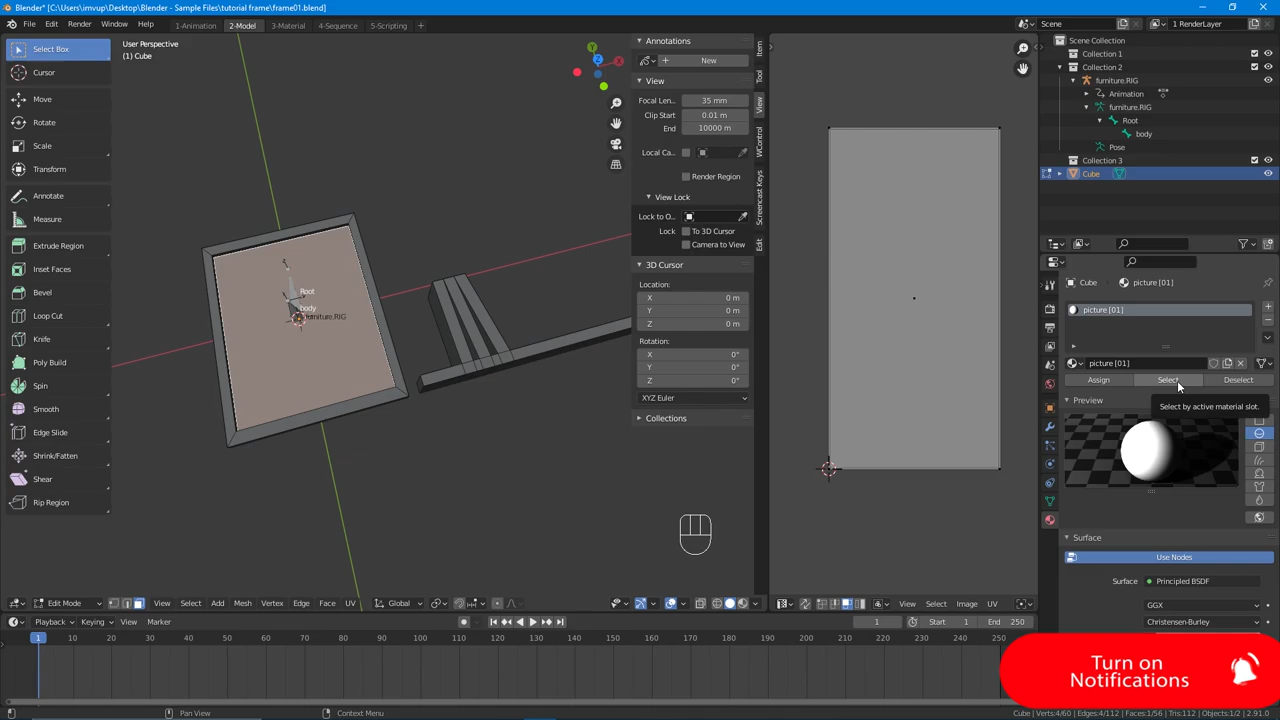 Blender* [C:\Users\imvup\Desktop\Blender - Sample Files\tutorial frame\frame01.blend]
File Edit Render Window Help
1-Animation 2-Model 3-Material 4-Sequence 5-Scripting
Scene
1 RenderLayer
Select Box
Cursor
Move
Rotate
Scale
Transform
Annotate
Measure
Extrude Region
Inset Faces
Bevel
Loop Cut
Knife
Poly Build
Spin
Smooth
Edge Slide
Shrink/Fatten
Shear
Rip Region
User Perspective
(1) Cube
Z
X
Y
Root
body
furniture.RIG
Annotations
New
View
Focal Len... 35 mm
Clip Start 0.01 m
End 10000 m
Local Ca...
Render Region
View Lock
Lock to O...
Lock To 3D Cursor
Camera to View
3D Cursor
Location:
X 0 m
Y 0 m
Z 0 m
Rotation:
X 0°
Y 0°
Z 0°
XYZ Euler
Collections
Item
Tool
View
WControl
Screencast Keys
Edit
Scene Collection
Collection 1
Collection 2
furniture.RIG
Animation
furniture.RIG
Root
body
Pose
Collection 3
Cube
Cube picture [01]
picture [01]
picture [01]
Assign Select Deselect
Select by active material slot.
Preview
Surface
Use Nodes
Surface: Principled BSDF
GGX
Christensen-Burley
Edit Mode View Select Add Mesh Vertex Edge Face UV Global
View Select Image UV
Playback Keying View Marker
1 Start 1 End 250
1 10 20 30 40 50 60 70 80 90 100 110 120 130 140 150 160 170 180 190 200 210 220 230 240 250
Turn on
Notifications
Pan View
Context Menu
Cube | Verts:4/60 | Edges:4/112 | Faces:1/56 | Tris:112 | Objects:1/2 | 2.91.0